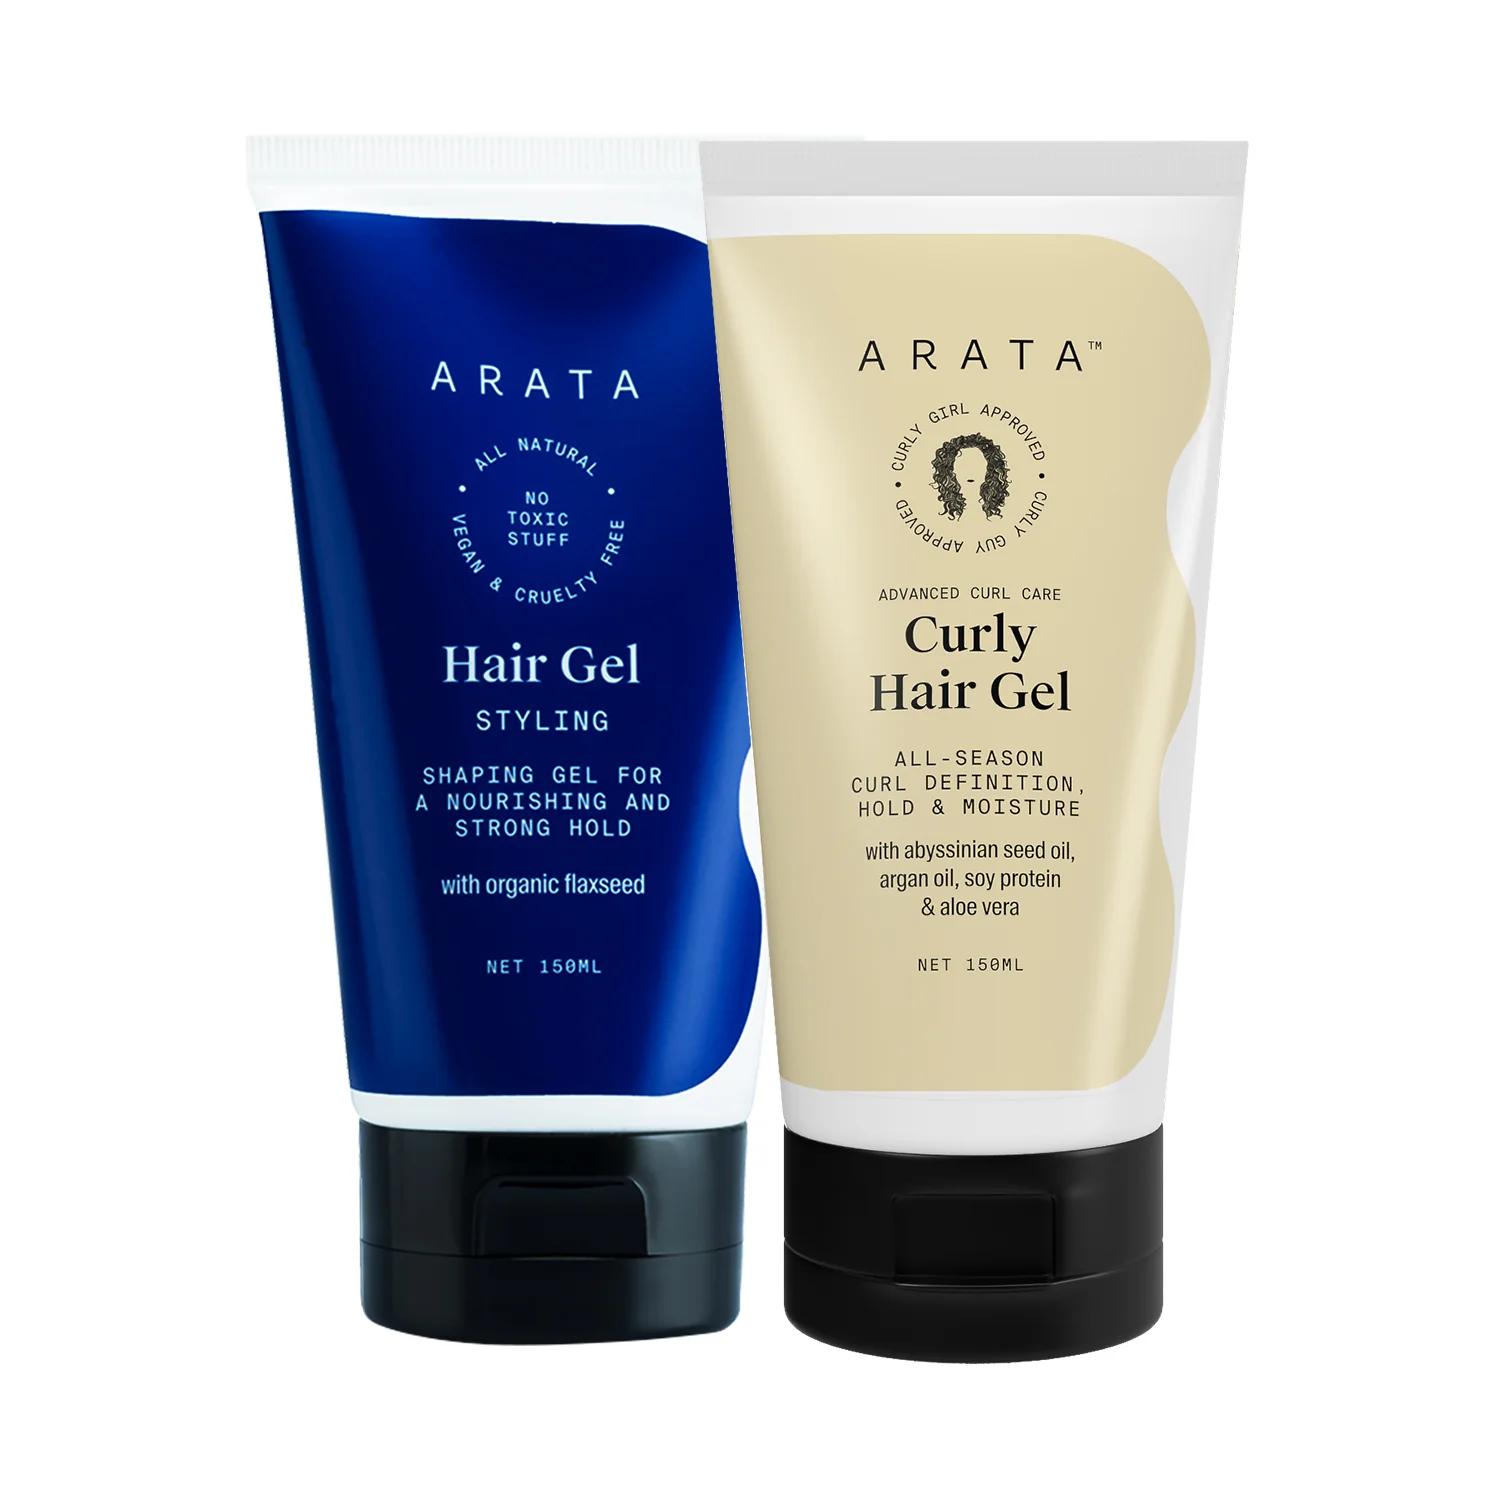 ARATA
ALL NATURAL
NO
TOXIC
STUFF
VEGAN & CRUELTY FREE
Hair Gel
STYLING
SHAPING GEL FOR
A NOURISHING AND
STRONG HOLD
with organic flaxseed
NET 150ML
ARATA™
CURLY GIRL APPROVED
CURLY GUY APPROVED
ADVANCED CURL CARE
Curly
Hair Gel
ALL-SEASON
CURL DEFINITION,
HOLD & MOISTURE
with abyssinian seed oil,
argan oil, soy protein
& aloe vera
NET 150ML